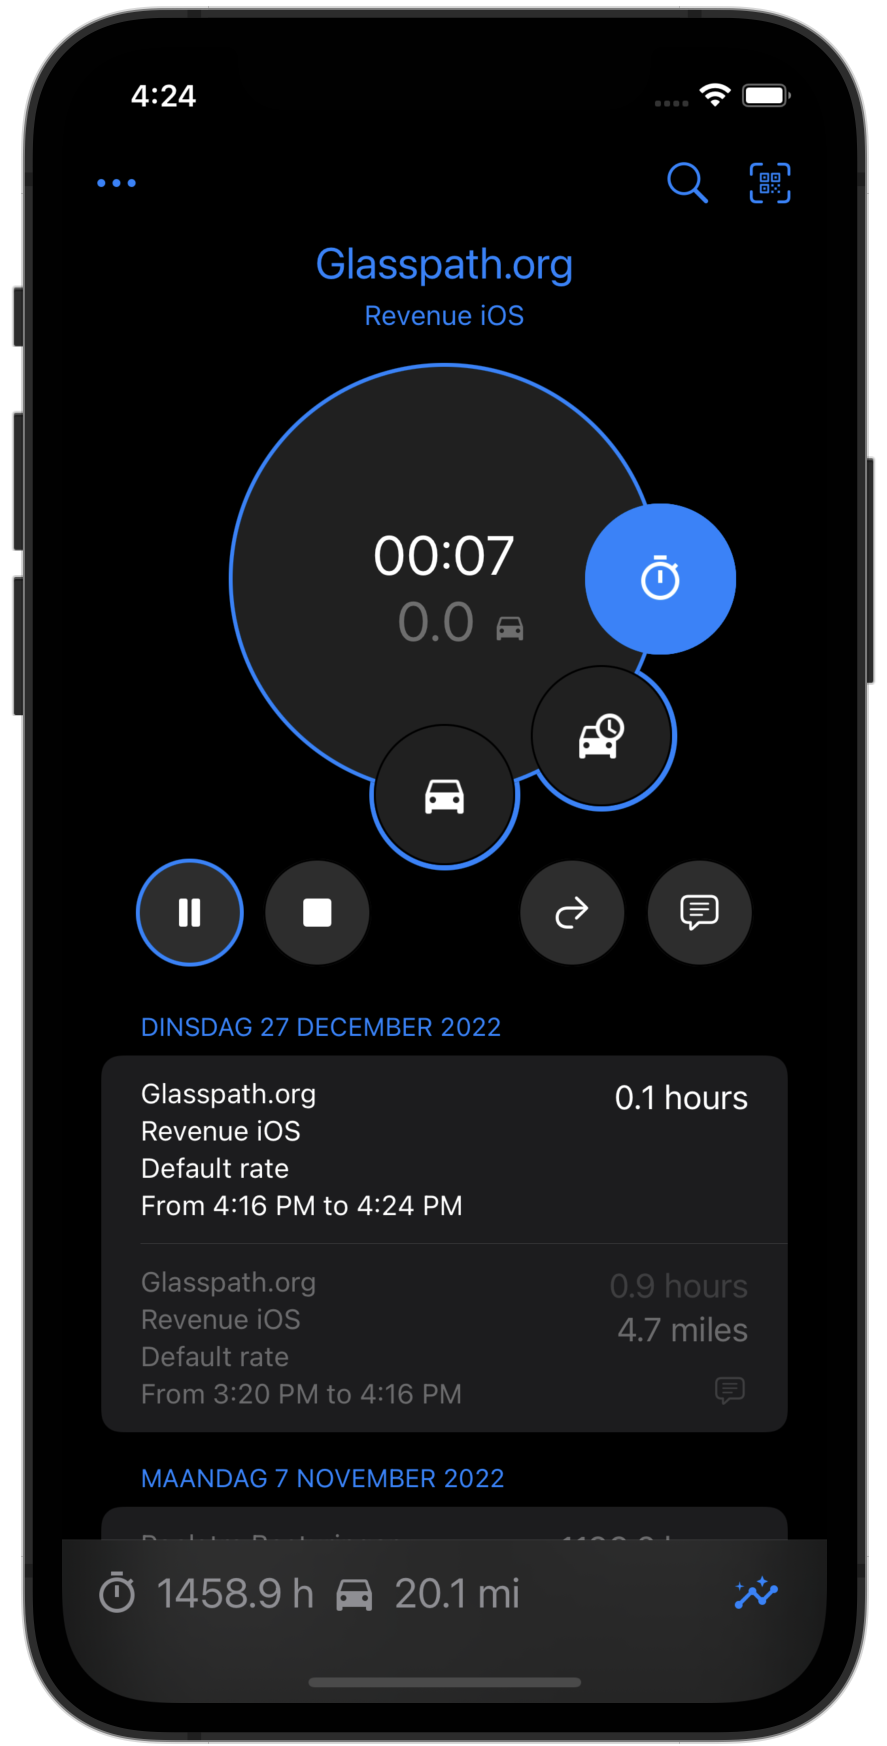 4:24
Glasspath.org
Revenue iOS
00:07
0.0
DINSDAG 27 DECEMBER 2022
Glasspath.org
0.1 hours
Revenue iOS
Default rate
From 4:16 PM to 4:24 PM
Glasspath.org
0.9 hours
Revenue iOS
4.7 miles
Default rate
From 3:20 PM to 4:16 PM
MAANDAG 7 NOVEMBER 2022
1458.9 h
20.1 mi